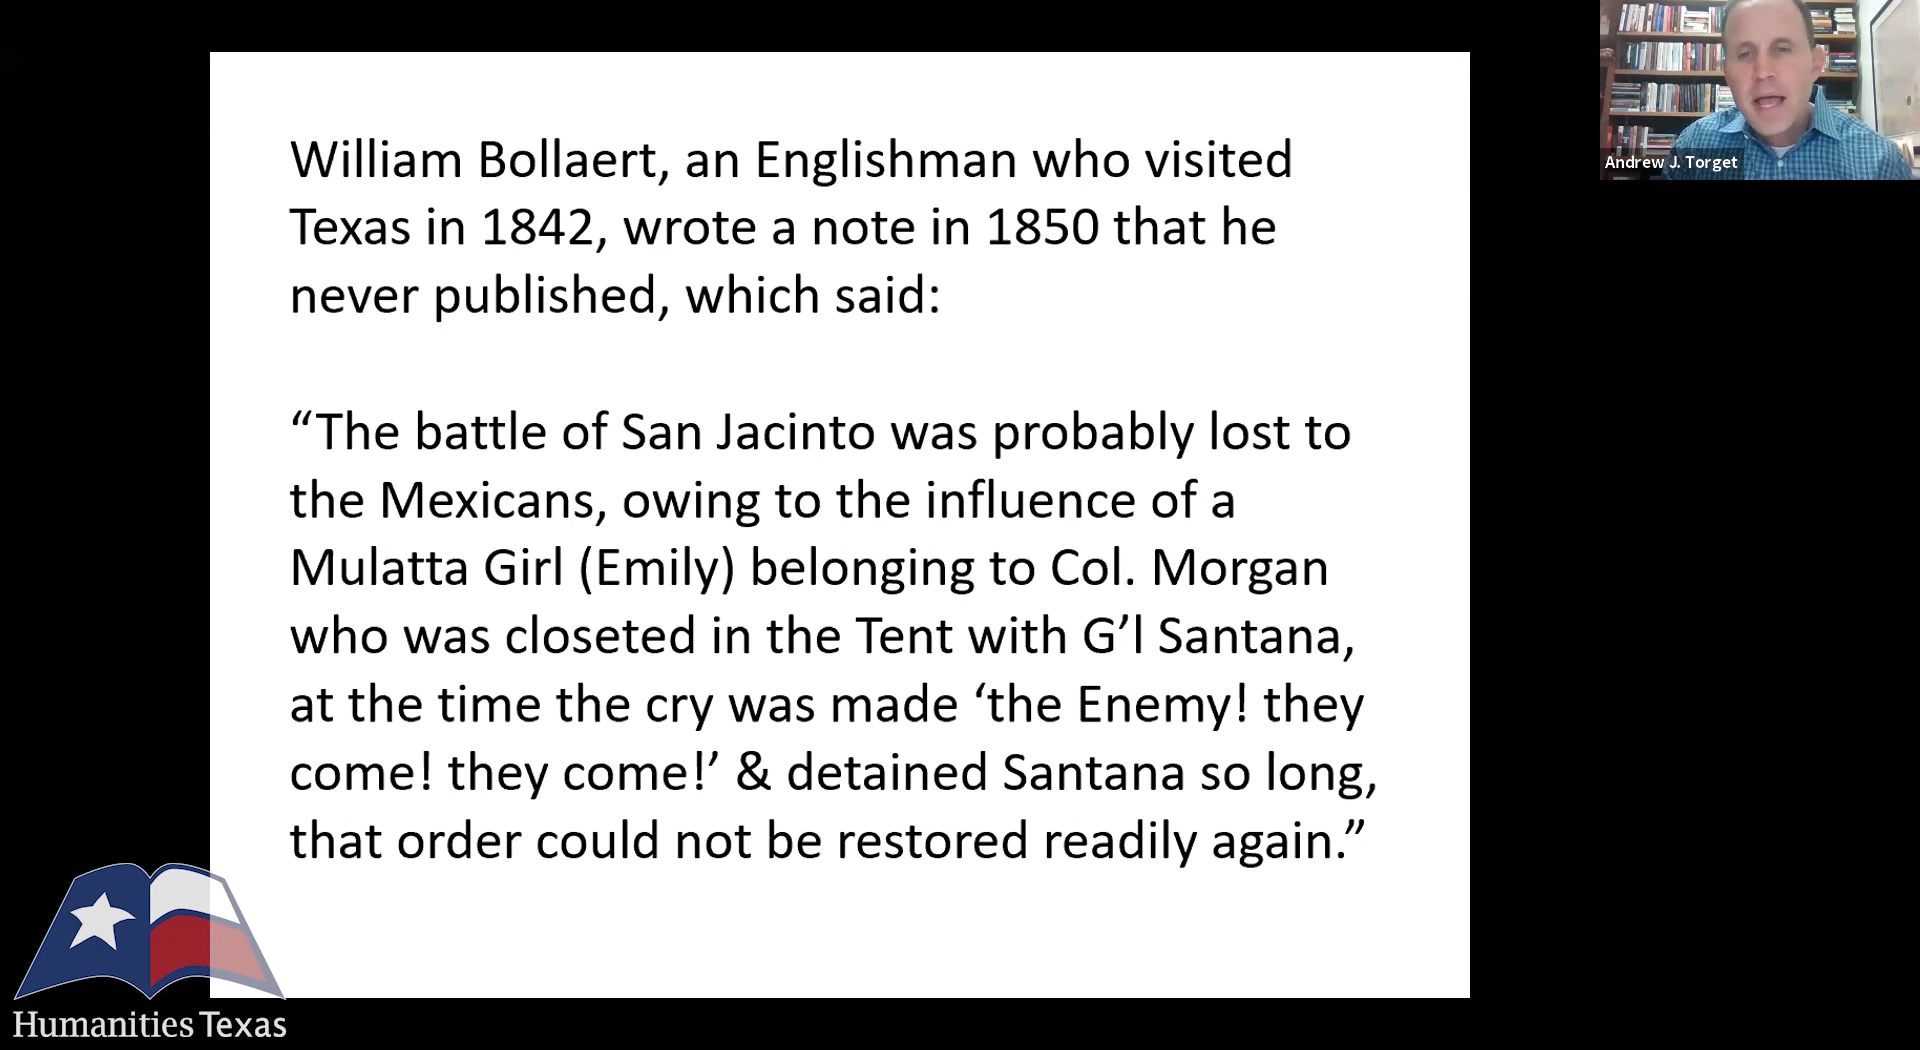 William Bollaert, an Englishman who visited
Texas in 1842, wrote a note in 1850 that he
never published, which said:
“The battle of San Jacinto was probably lost to
the Mexicans, owing to the influence of a
Mulatta Girl (Emily) belonging to Col. Morgan
who was closeted in the Tent with G’l Santana,
at the time the cry was made ‘the Enemy! they
come! they come!’ & detained Santana so long,
that order could not be restored readily again.”
Andrew J. Torget
Humanities Texas